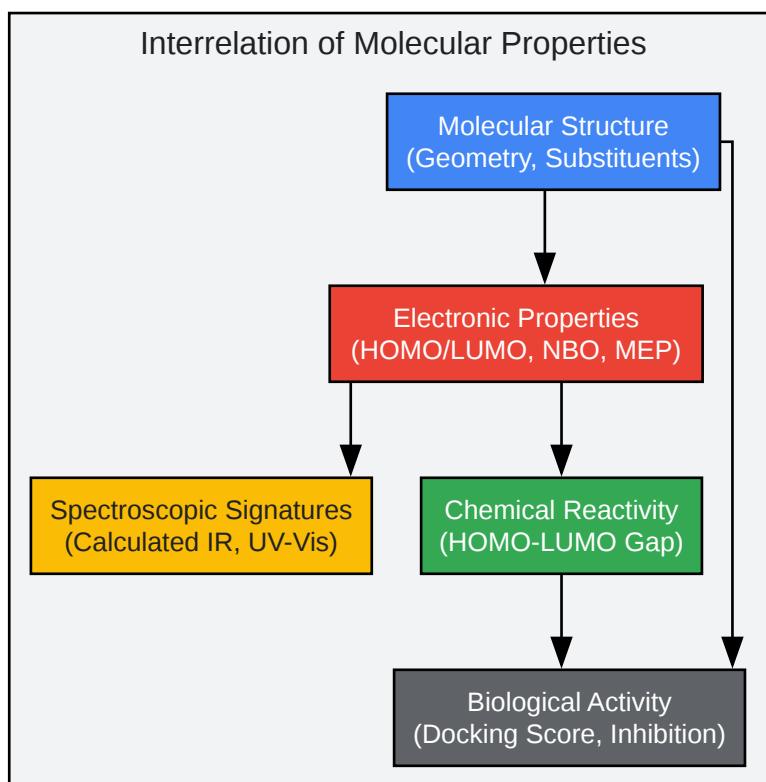 Interrelation of Molecular Properties
Molecular Structure
(Geometry, Substituents)
Electronic Properties
(HOMO/LUMO, NBO, MEP)
Spectroscopic Signatures
(Calculated IR, UV-Vis)
Chemical Reactivity
(HOMO-LUMO Gap)
Biological Activity
(Docking Score, Inhibition)